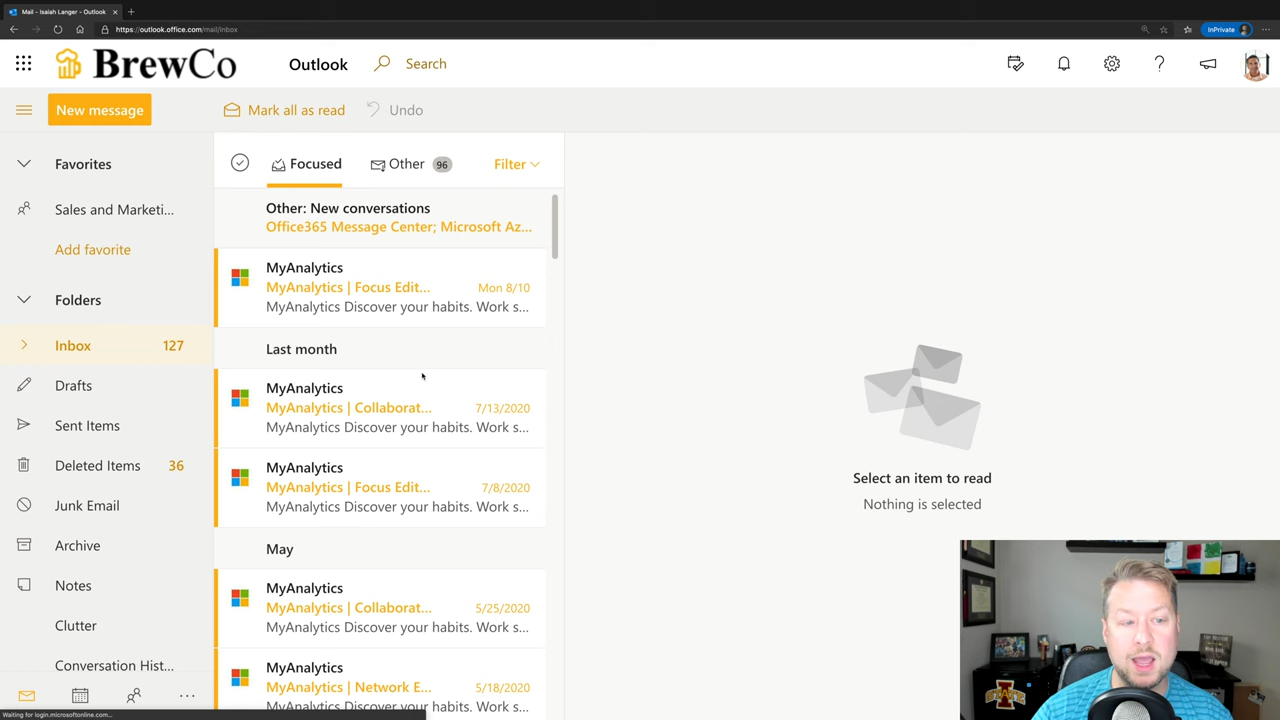 Mail - Isaiah Langer - Outlook
https://outlook.office.com/mail/inbox
InPrivate
BrewCo
Outlook
Search
New message
Mark all as read
Undo
Favorites
Sales and Marketi...
Add favorite
Folders
Inbox 127
Drafts
Sent Items
Deleted Items 36
Junk Email
Archive
Notes
Clutter
Conversation Hist...
Focused
Other 96
Filter
Other: New conversations
Office365 Message Center; Microsoft Az...
MyAnalytics
MyAnalytics | Focus Edit... Mon 8/10
MyAnalytics Discover your habits. Work s...
Last month
MyAnalytics
MyAnalytics | Collaborat... 7/13/2020
MyAnalytics Discover your habits. Work s...
MyAnalytics
MyAnalytics | Focus Edit... 7/8/2020
MyAnalytics Discover your habits. Work s...
May
MyAnalytics
MyAnalytics | Collaborat... 5/25/2020
MyAnalytics Discover your habits. Work s...
MyAnalytics
MyAnalytics | Network E... 5/18/2020
MyAnalytics Discover your habits. Work s...
Select an item to read
Nothing is selected
Waiting for login.microsoftonline.com...